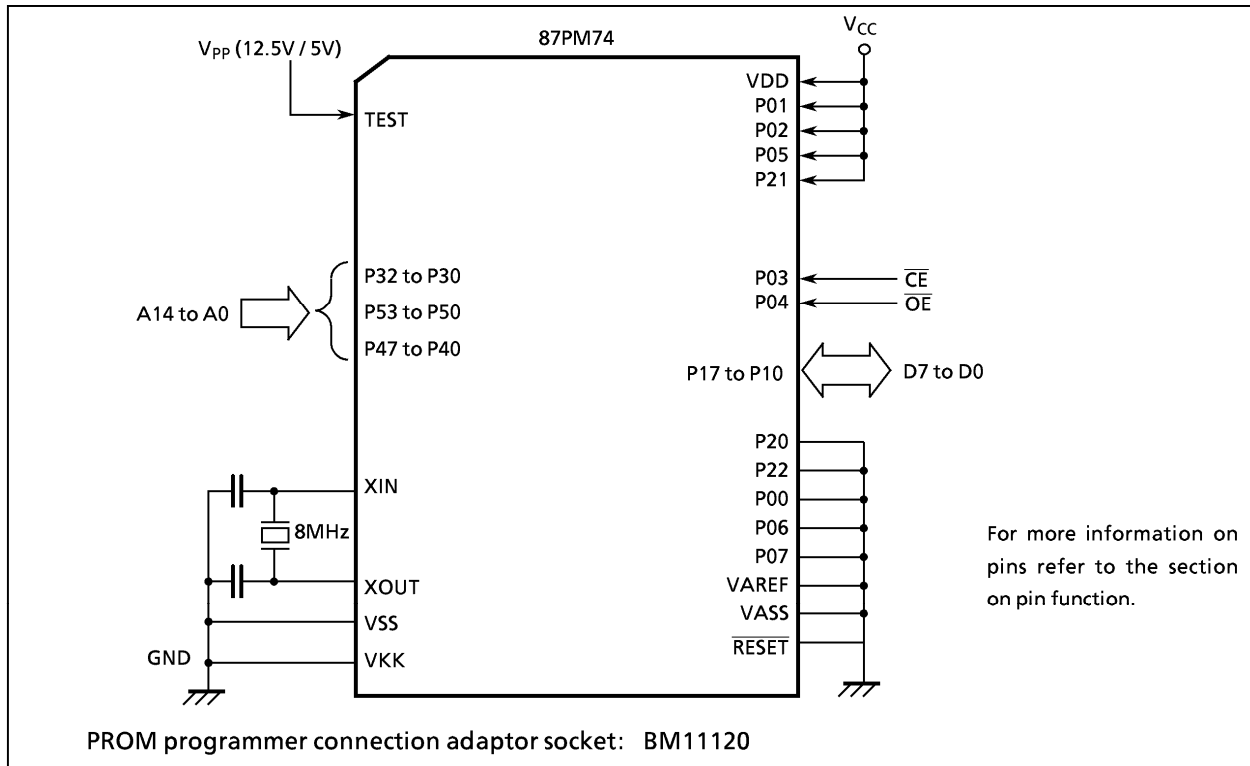 87PM74
VCC
VPP (12.5V / 5V)
TEST
VDD
P01
P02
P05
P21
P32 to P30
A14 to A0
P53 to P50
P47 to P40
P03
CE
P04
OE
P17 to P10
D7 to D0
P20
P22
P00
P06
P07
VAREF
VASS
RESET
XIN
8MHz
XOUT
VSS
GND
VKK
For more information on
pins refer to the section
on pin function.
PROM programmer connection adaptor socket: BM11120